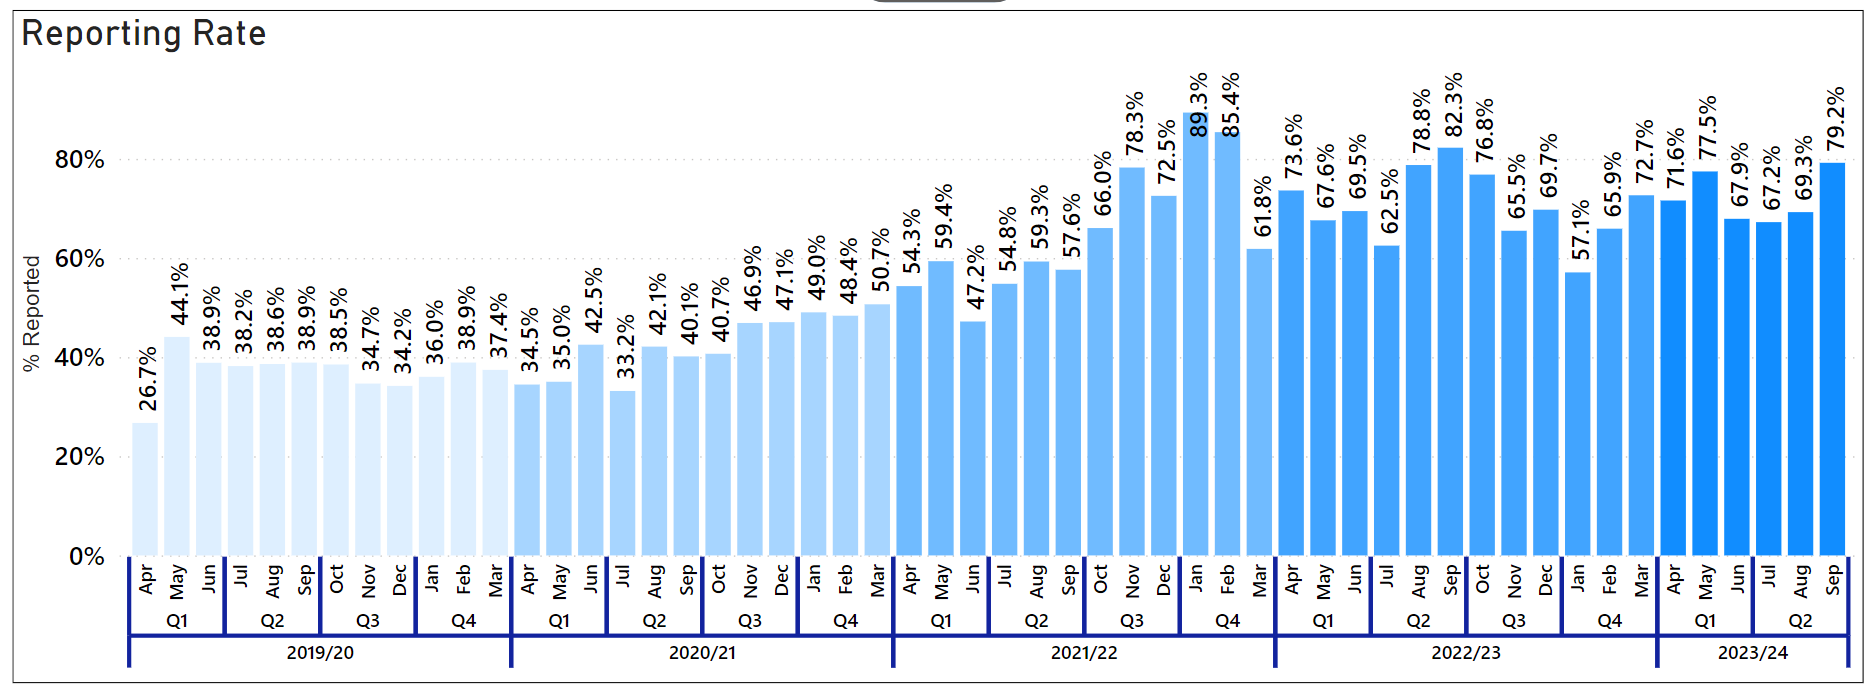 Reporting Rate
% Reported
80%
60%
40%
20%
0%
26.7% 44.1% 38.9% 38.2% 38.6% 38.9% 38.5% 34.7% 34.2% 36.0% 38.9% 37.4% 34.5% 35.0% 42.5% 33.2% 42.1% 40.1% 40.7% 46.9% 47.1% 49.0% 48.4% 50.7% 54.3% 59.4% 47.2% 54.8% 59.3% 57.6% 66.0% 78.3% 72.5% 89.3% 85.4% 61.8% 73.6% 67.6% 69.5% 62.5% 78.8% 82.3% 76.8% 65.5% 69.7% 57.1% 65.9% 72.7% 71.6% 77.5% 67.9% 67.2% 69.3% 79.2%
Apr May Jun Jul Aug Sep Oct Nov Dec Jan Feb Mar Apr May Jun Jul Aug Sep Oct Nov Dec Jan Feb Mar Apr May Jun Jul Aug Sep Oct Nov Dec Jan Feb Mar Apr May Jun Jul Aug Sep Oct Nov Dec Jan Feb Mar Apr May Jun Jul Aug Sep
Q1 Q2 Q3 Q4 Q1 Q2 Q3 Q4 Q1 Q2 Q3 Q4 Q1 Q2 Q3 Q4 Q1 Q2
2019/20 2020/21 2021/22 2022/23 2023/24